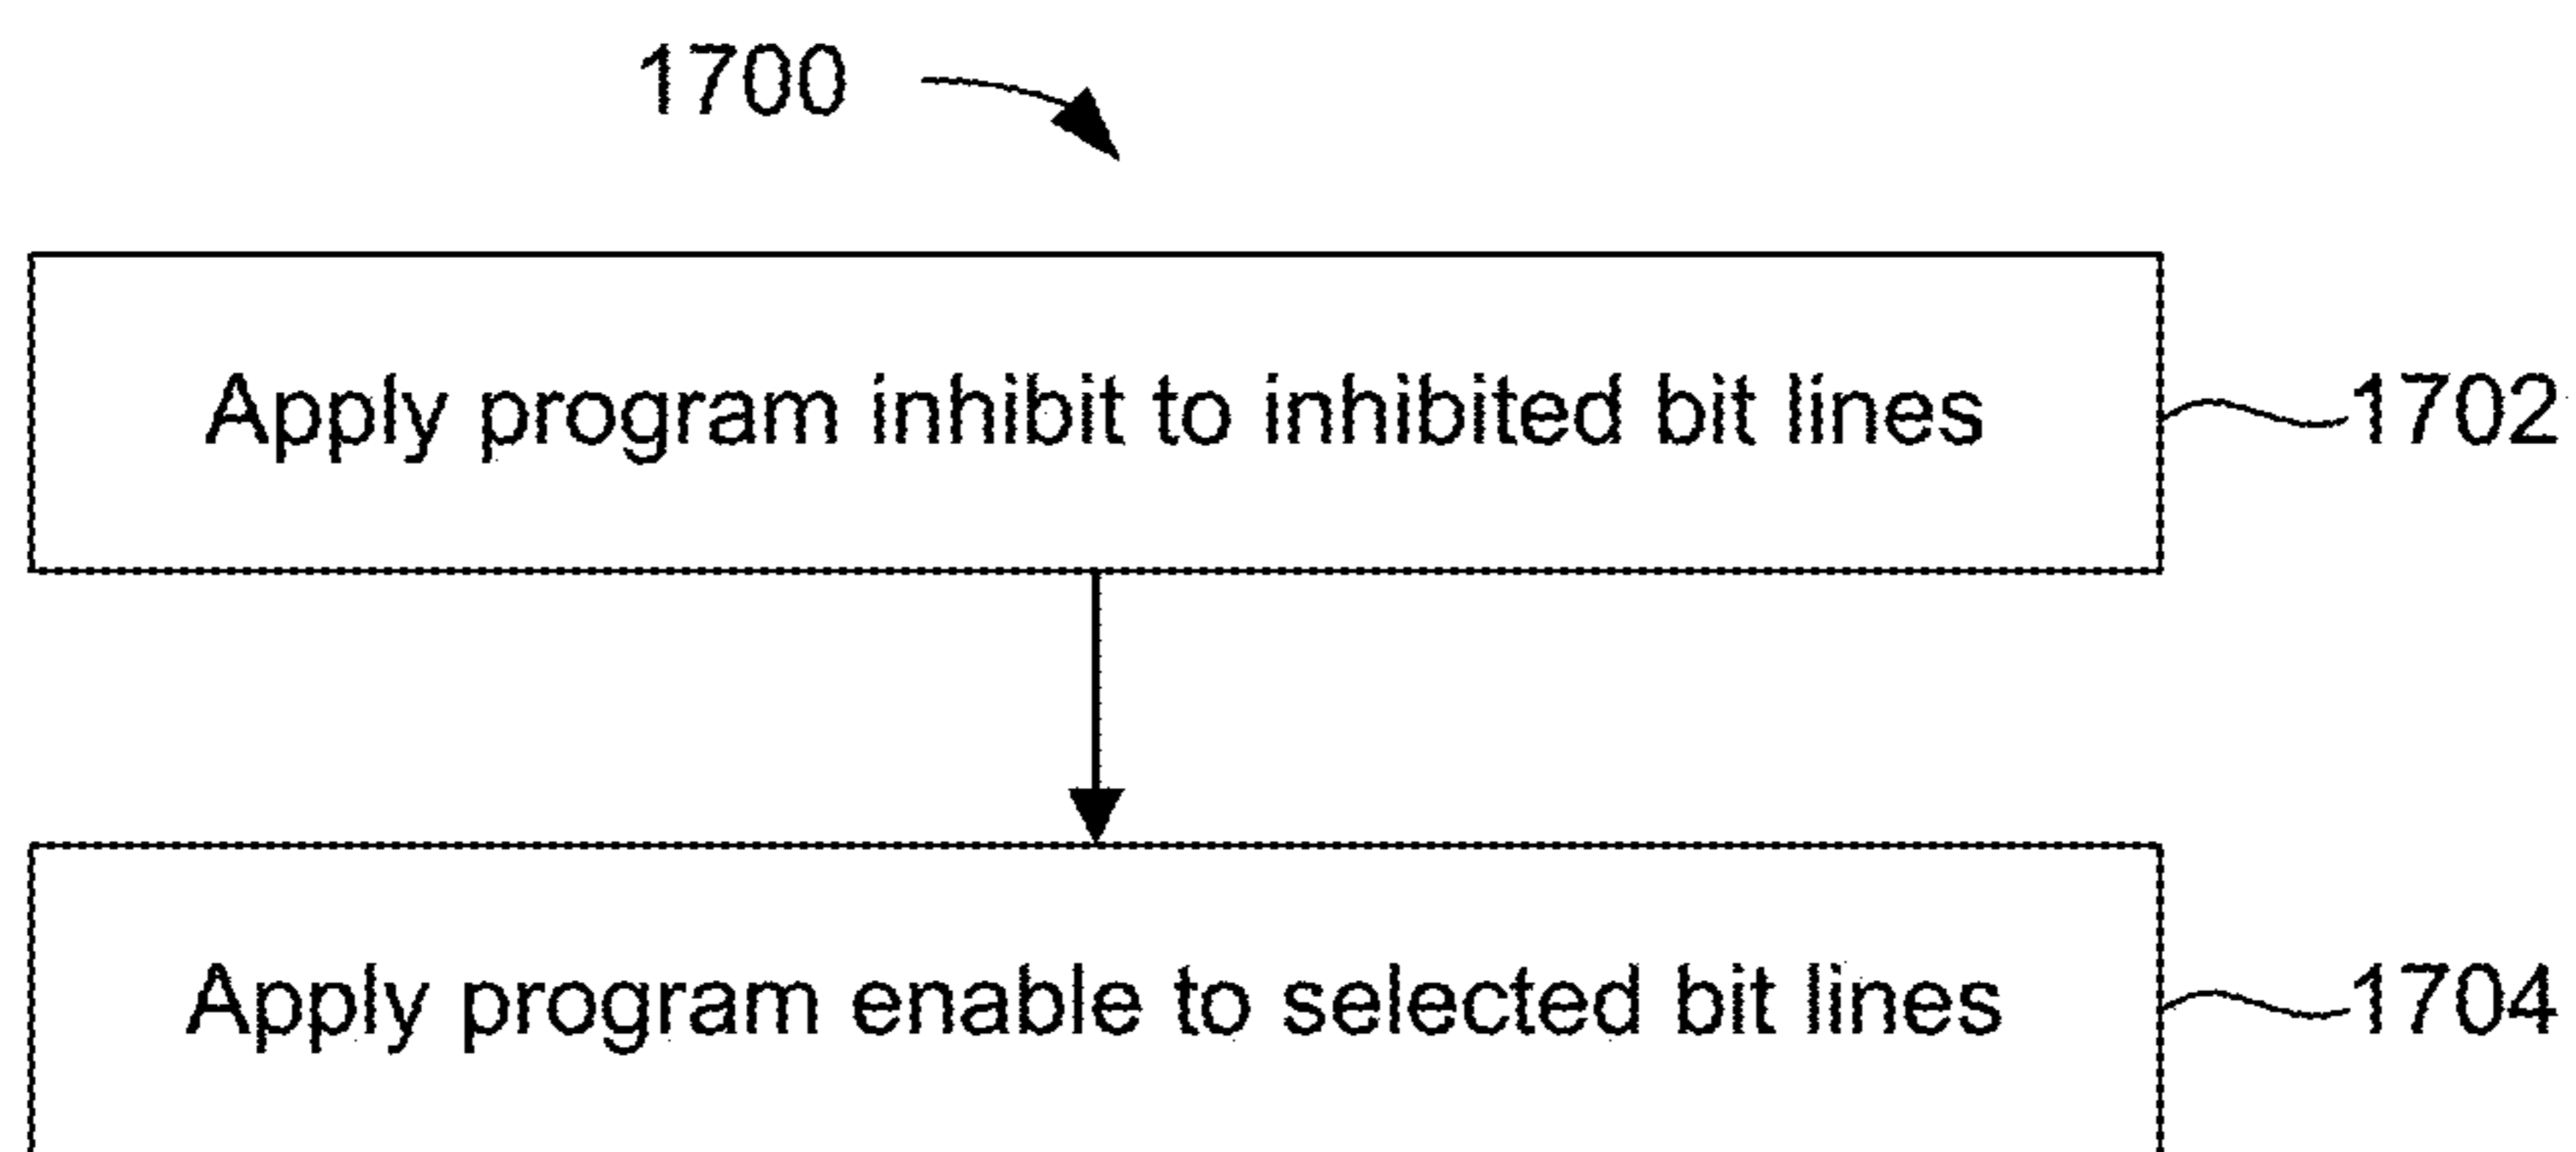 1700
Apply program inhibit to inhibited bit lines
1702
Apply program enable to selected bit lines
1704